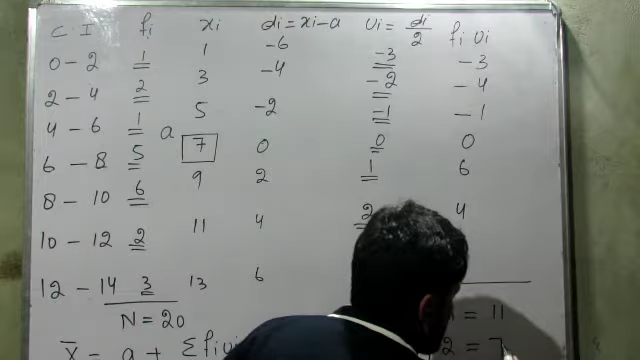 C I fi xi di = xi - a ui = di/2 fi ui
0 - 2 1 1 -6 -3 -3
2 - 4 2 3 -4 -2 -4
4 - 6 1 5 -2 -1 -1
6 - 8 5 a 7 0 0 0
8 - 10 6 9 2 1 6
10 - 12 2 11 4 2 4
12 - 14 3 13 6
N = 20 = 11
x̄ = a + Σfiui 2 = 7